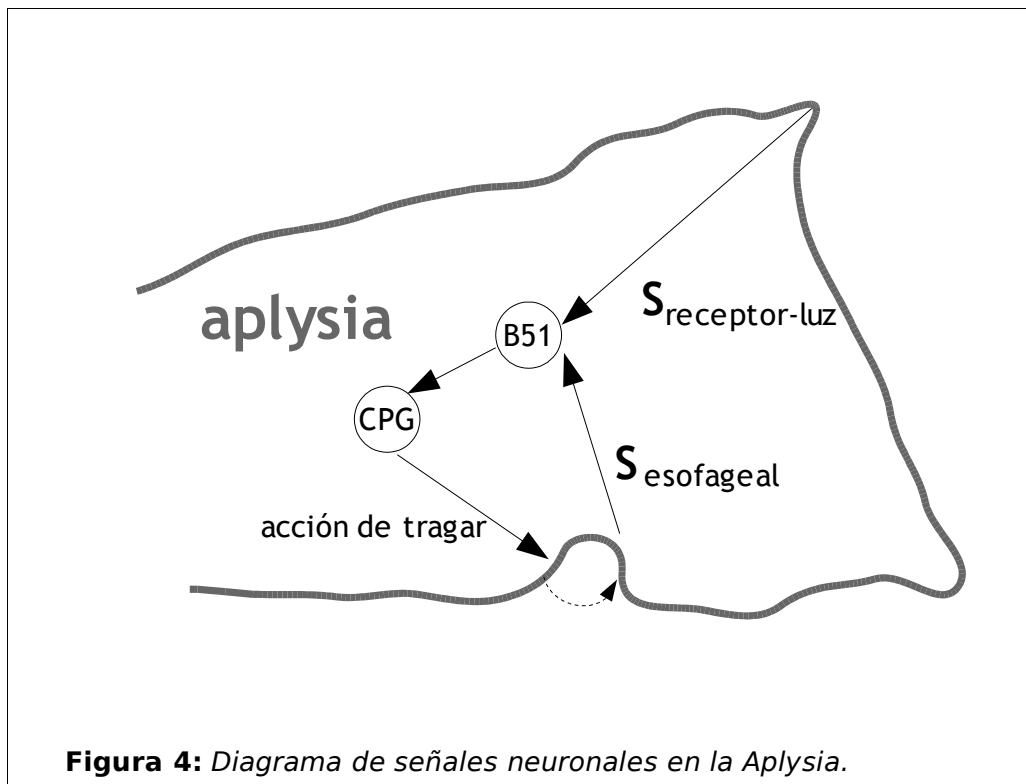 aplysia
B51
S receptor-luz
CPG
S esofageal
acción de tragar
Figura 4: Diagrama de señales neuronales en la Aplysia.